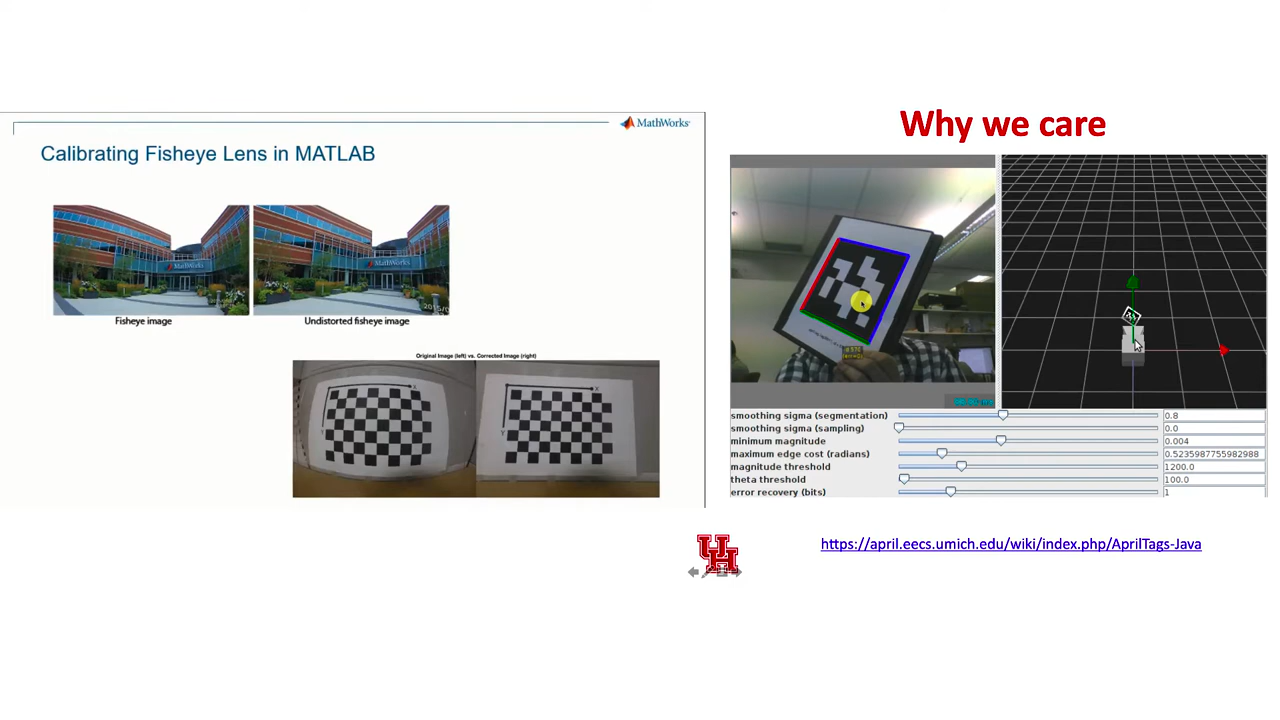 MathWorks
Calibrating Fisheye Lens in MATLAB
MathWorks
MathWorks
Fisheye image
Undistorted fisheye image
Original Image (left) vs. Corrected Image (right)
X
Y
X
Y
Why we care
smoothing sigma (segmentation)
0.8
smoothing sigma (sampling)
0.0
minimum magnitude
0.004
maximum edge cost (radians)
0.5235987755982988
magnitude threshold
1200.0
theta threshold
100.0
error recovery (bits)
1
UH
https://april.eecs.umich.edu/wiki/index.php/AprilTags-Java